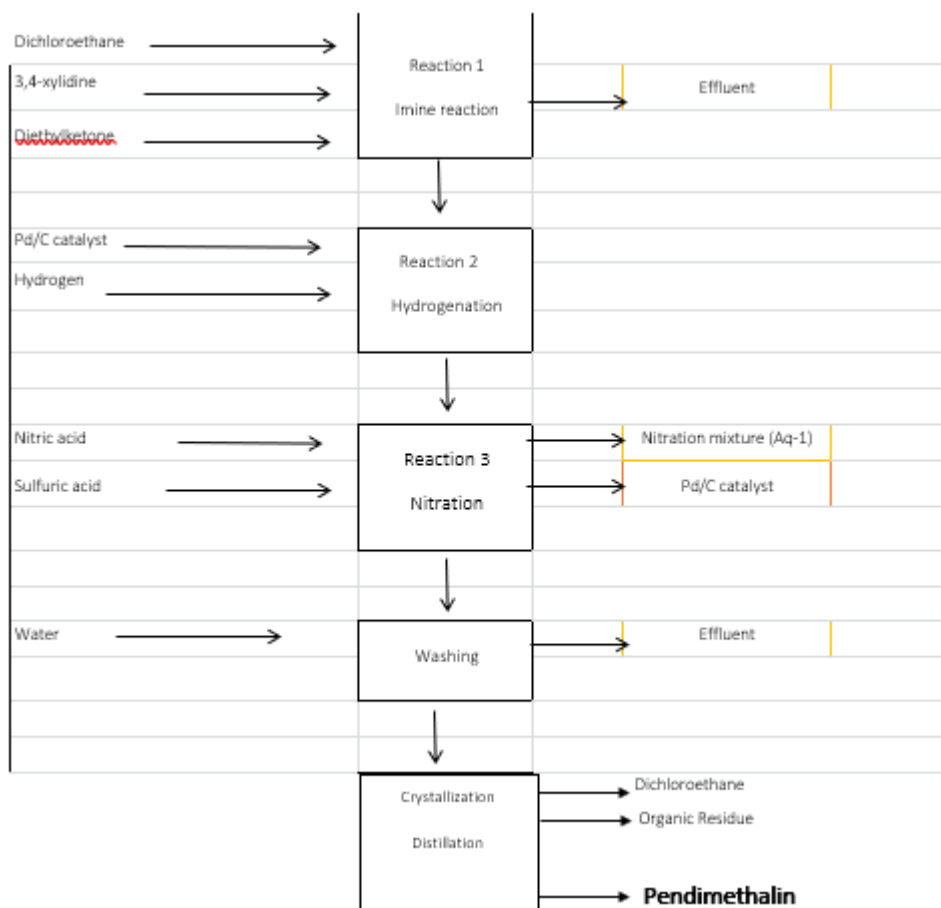 Dichloroethane
3,4-xylidine
Diethylketone
Reaction 1
Imine reaction
Effluent
Pd/C catalyst
Hydrogen
Reaction 2
Hydrogenation
Nitric acid
Sulfuric acid
Reaction 3
Nitration
Nitration mixture (Aq-1)
Pd/C catalyst
Water
Washing
Effluent
Crystallization
Distillation
Dichloroethane
Organic Residue
Pendimethalin